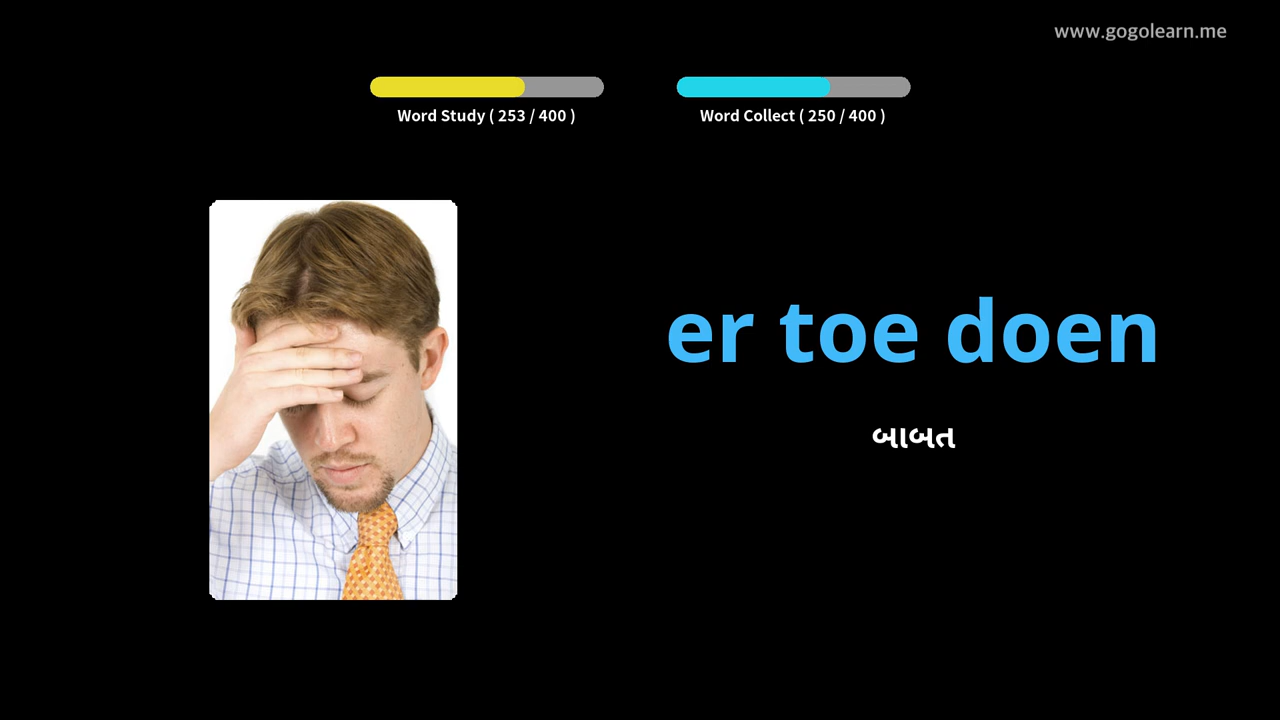 www.gogolearn.me
Word Study ( 253 / 400 )
Word Collect ( 250 / 400 )
er toe doen
બાબત